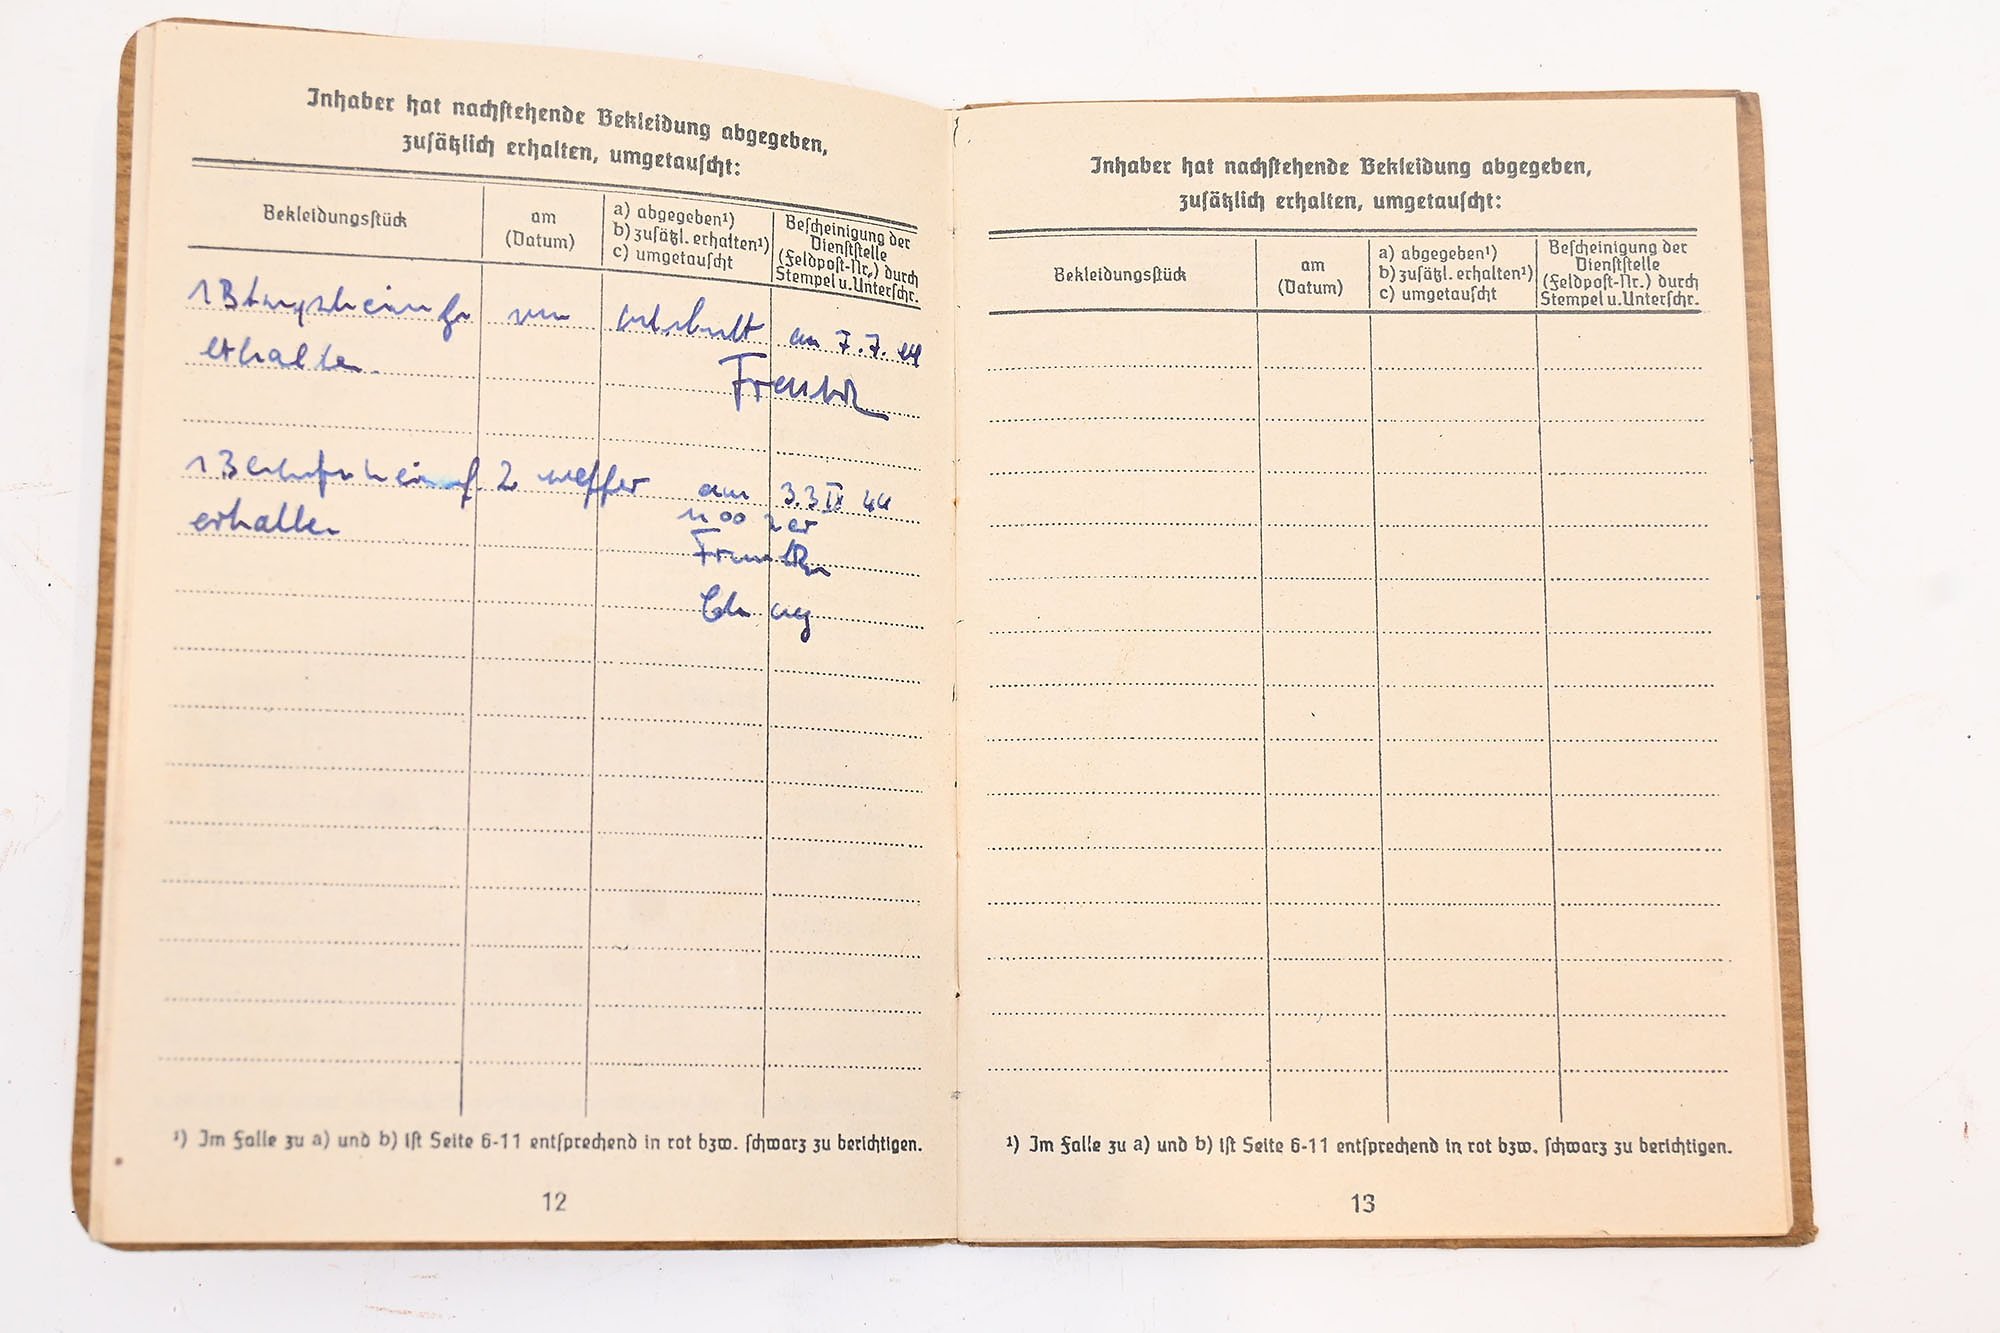 Inhaber hat nachstehende Bekleidung abgegeben,
zusätzlich erhalten, umgetauscht:
Bekleidungsstück
am
(Datum)
a) abgegeben¹)
b) zusätzl. erhalten¹)
c) umgetauscht
Bescheinigung der
Dienststelle
(Feldpost-Nr.) durch
Stempel u. Unterschr.
1 am 7.7.44
erhalten
1
am 3.3 IX 44
erhalten
¹) Im Falle zu a) und b) ist Seite 6-11 entsprechend in rot bzw. schwarz zu berichtigen.
12
Inhaber hat nachstehende Bekleidung abgegeben,
zusätzlich erhalten, umgetauscht:
Bekleidungsstück
am
(Datum)
a) abgegeben¹)
b) zusätzl. erhalten¹)
c) umgetauscht
Bescheinigung der
Dienststelle
(Feldpost-Nr.) durch
Stempel u. Unterschr.
¹) Im Falle zu a) und b) ist Seite 6-11 entsprechend in rot bzw. schwarz zu berichtigen.
13